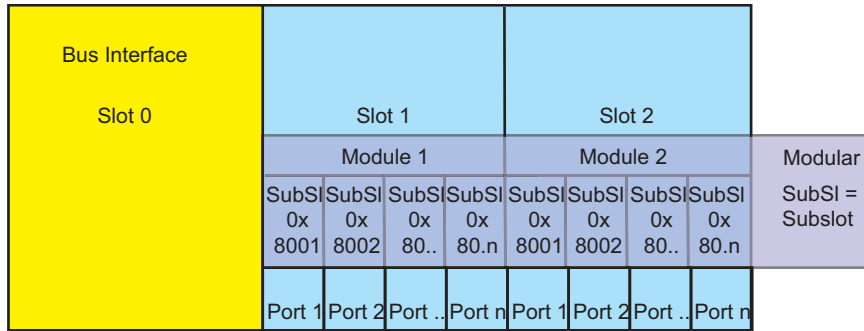 Bus Interface
Slot 0
Slot 1
Slot 2
Module 1
Module 2
Modular
SubSl SubSl SubSl SubSl SubSl SubSl SubSl SubSl
0x 0x 0x 0x 0x 0x 0x 0x
8001 8002 80.. 80.n 8001 8002 80.. 80.n
SubSl =
Subslot
Port 1 Port 2 Port .. Port n Port 1 Port 2 Port .. Port n